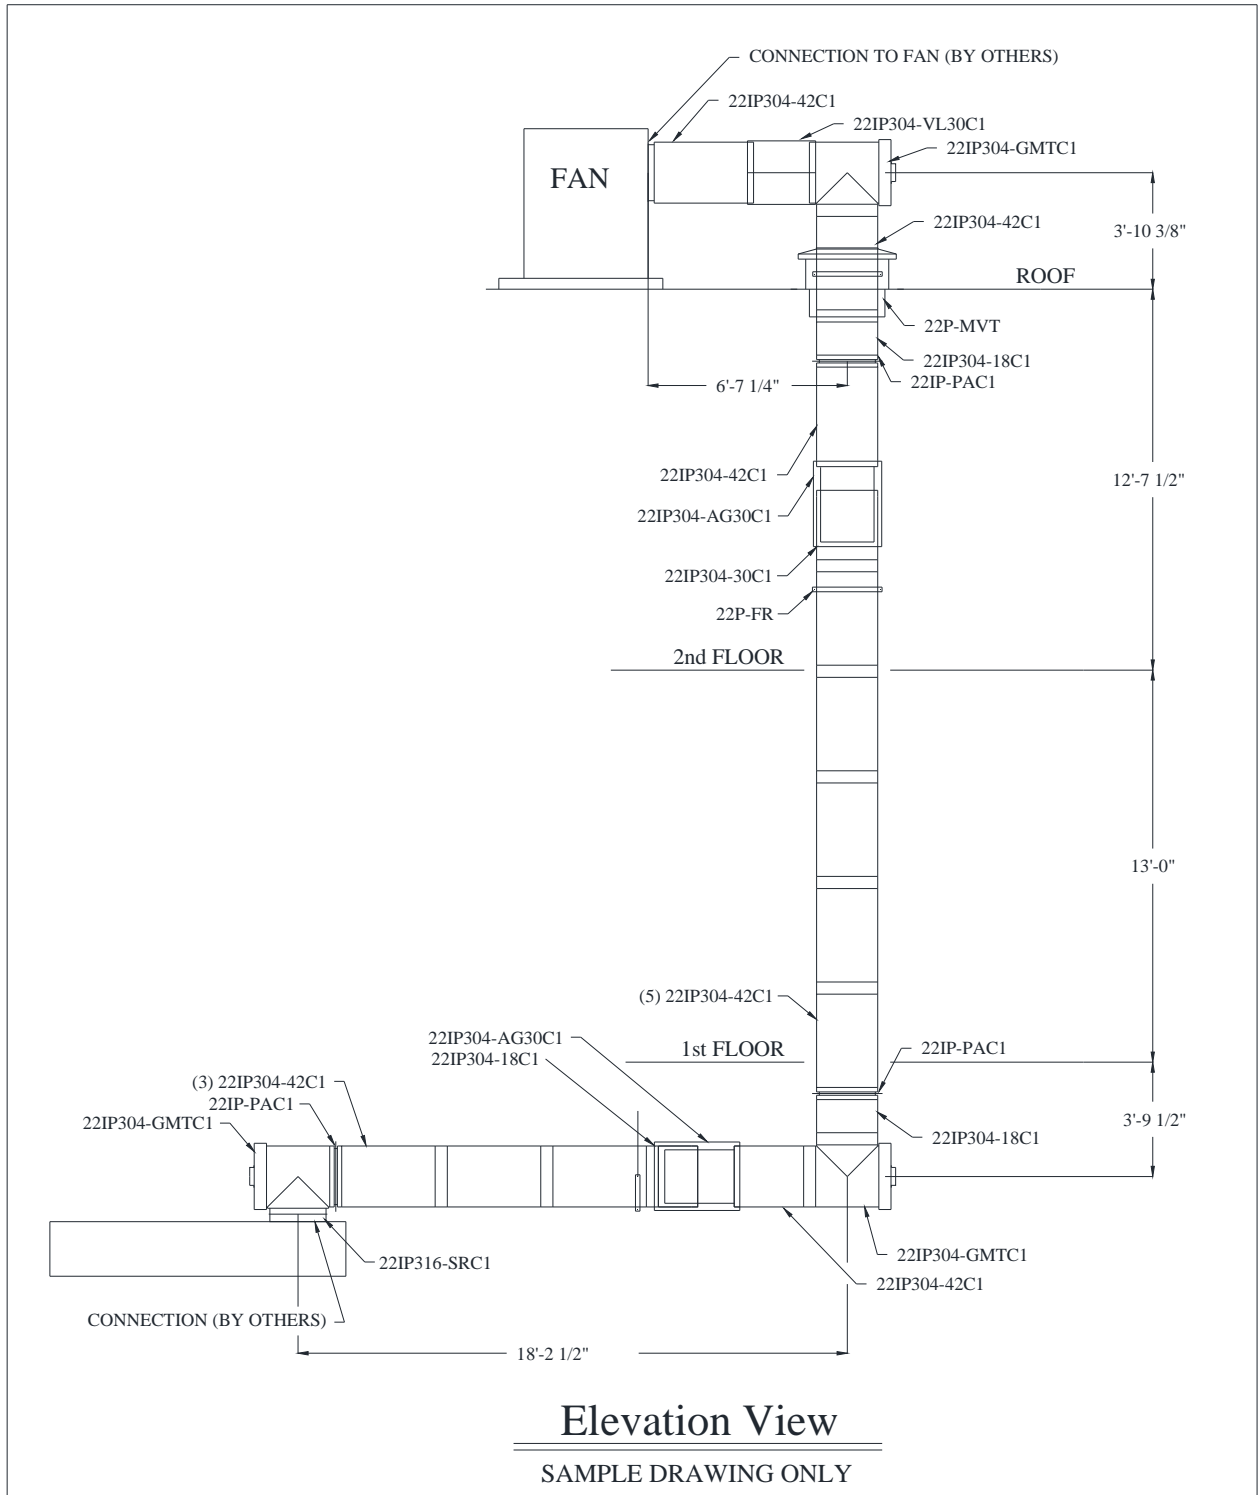 CONNECTION TO FAN (BY OTHERS)
22IP304-42C1
22IP304-VL30C1
22IP304-GMTC1
FAN
22IP304-42C1
3'-10 3/8"
ROOF
22P-MVT
22IP304-18C1
22IP-PAC1
6'-7 1/4"
22IP304-42C1
12'-7 1/2"
22IP304-AG30C1
22IP304-30C1
22P-FR
2nd FLOOR
13'-0"
(5) 22IP304-42C1
22IP304-AG30C1
22IP304-18C1
1st FLOOR
22IP-PAC1
(3) 22IP304-42C1
22IP-PAC1
22IP304-GMTC1
3'-9 1/2"
22IP304-18C1
22IP316-SRC1
22IP304-GMTC1
22IP304-42C1
CONNECTION (BY OTHERS)
18'-2 1/2"
Elevation View
SAMPLE DRAWING ONLY